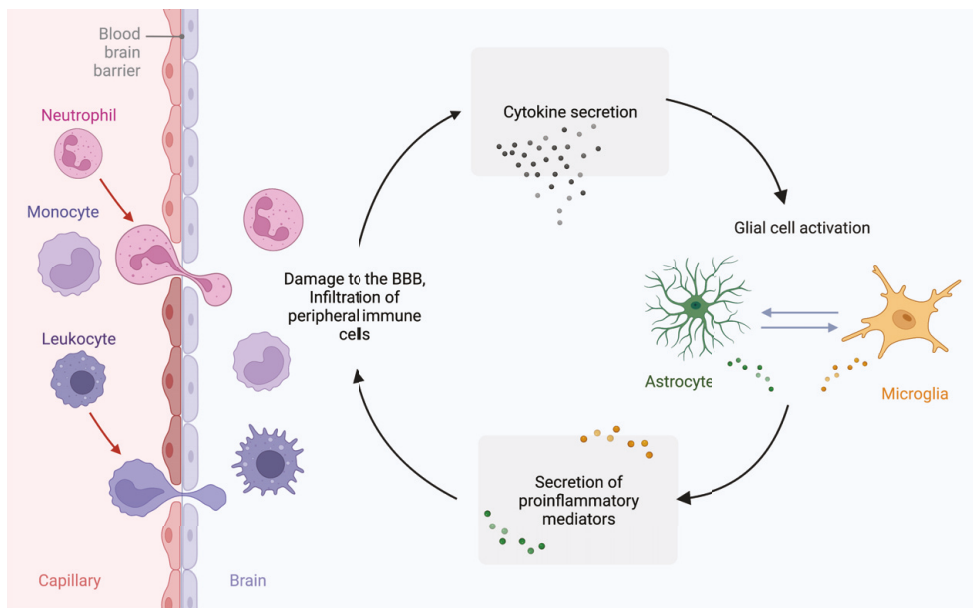 Blood
brain
barrier
Neutrophil
Monocyte
Leukocyte
Capillary
Brain
Damage to the BBB,
Infiltration of
peripheral immune
cells
Cytokine secretion
Glial cell activation
Astrocyte
Microglia
Secretion of
proinflammatory
mediators